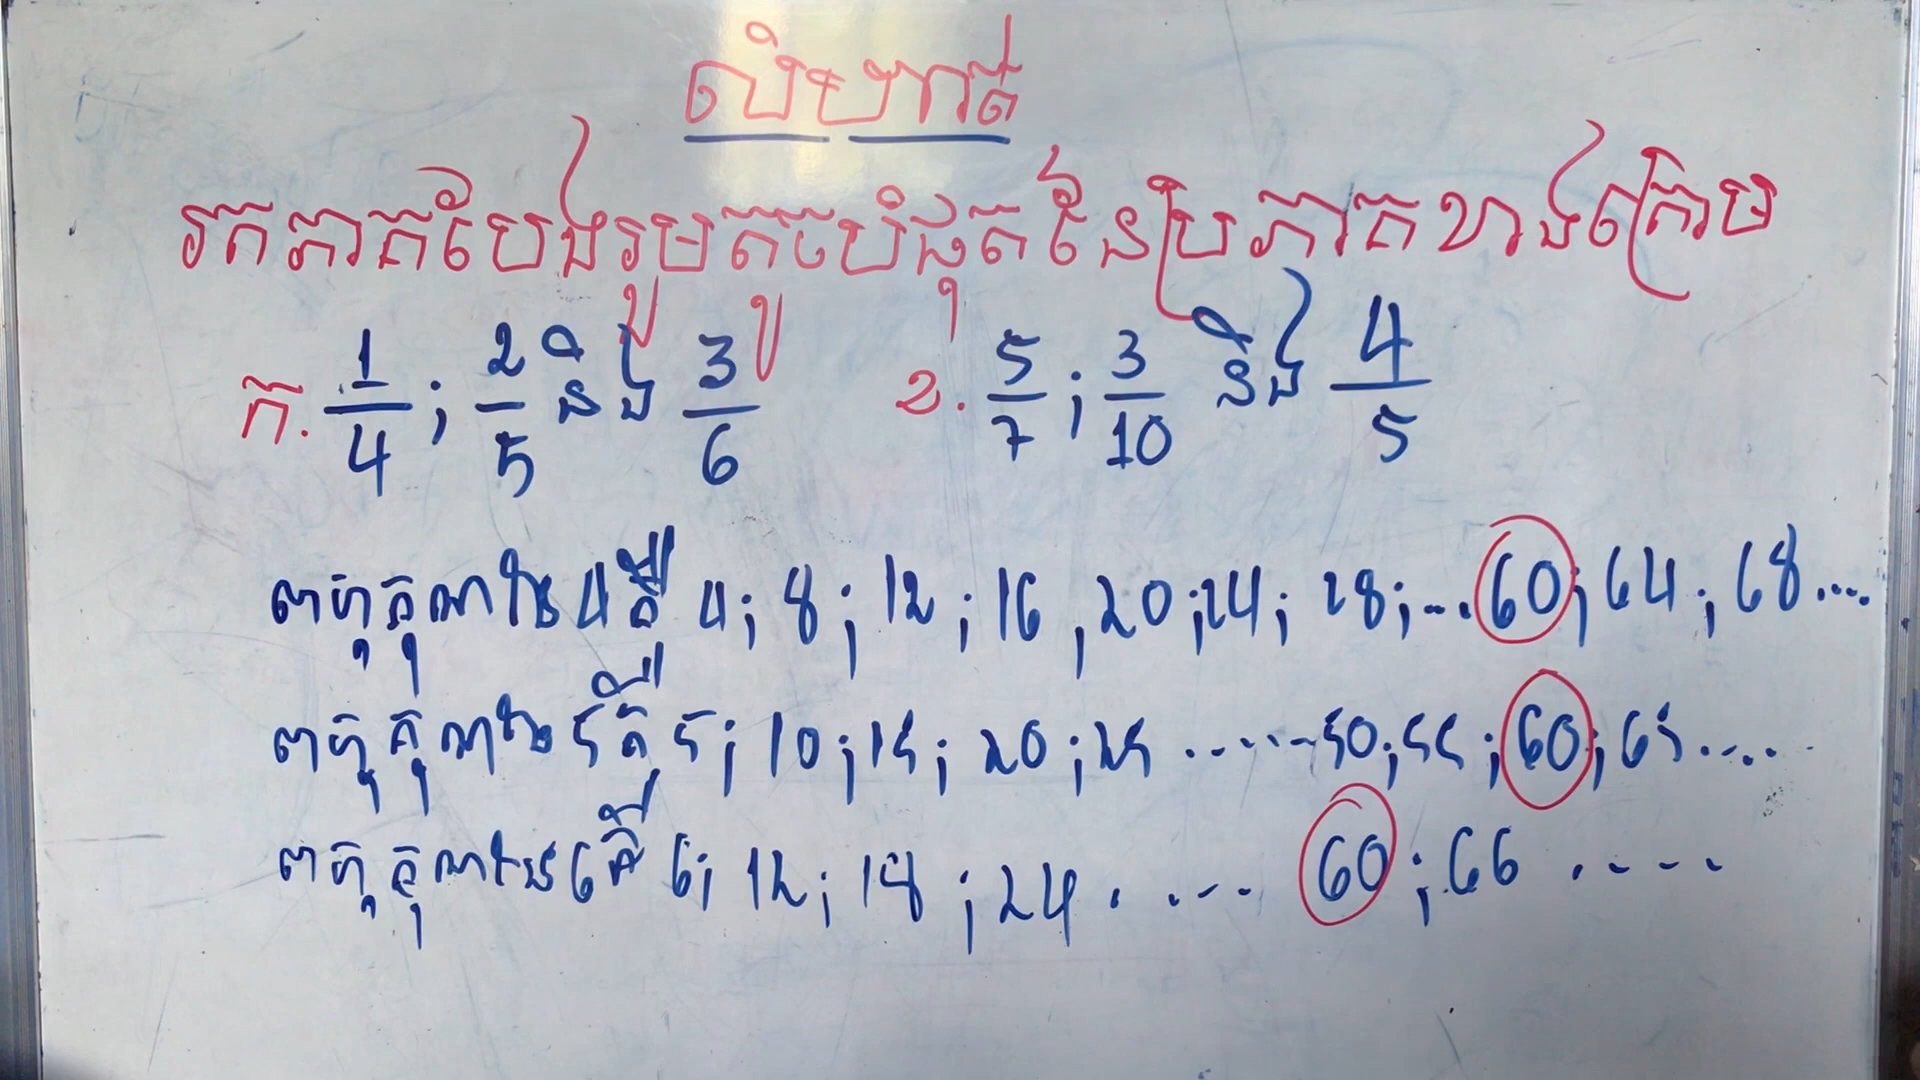 លំហាត់
រកភាគបែងរួមតូចបំផុតនៃប្រភាគខាងក្រោម
ក. 1/4 ; 2/5 និង 3/6 ខ. 5/7 ; 3/10 និង 4/5
ពហុគុណនៃ 4 គឺ 4 ; 8 ; 12 ; 16 , 20 ; 24 ; 28 ; ... 60 ; 64 ; 68 ....
ពហុគុណនៃ 5 គឺ 5 ; 10 ; 15 ; 20 ; 25 ...... 50 ; 55 ; 60 ; 65 .....
ពហុគុណនៃ 6 គឺ 6 ; 12 ; 18 ; 24 ..... 60 ; 66 ....